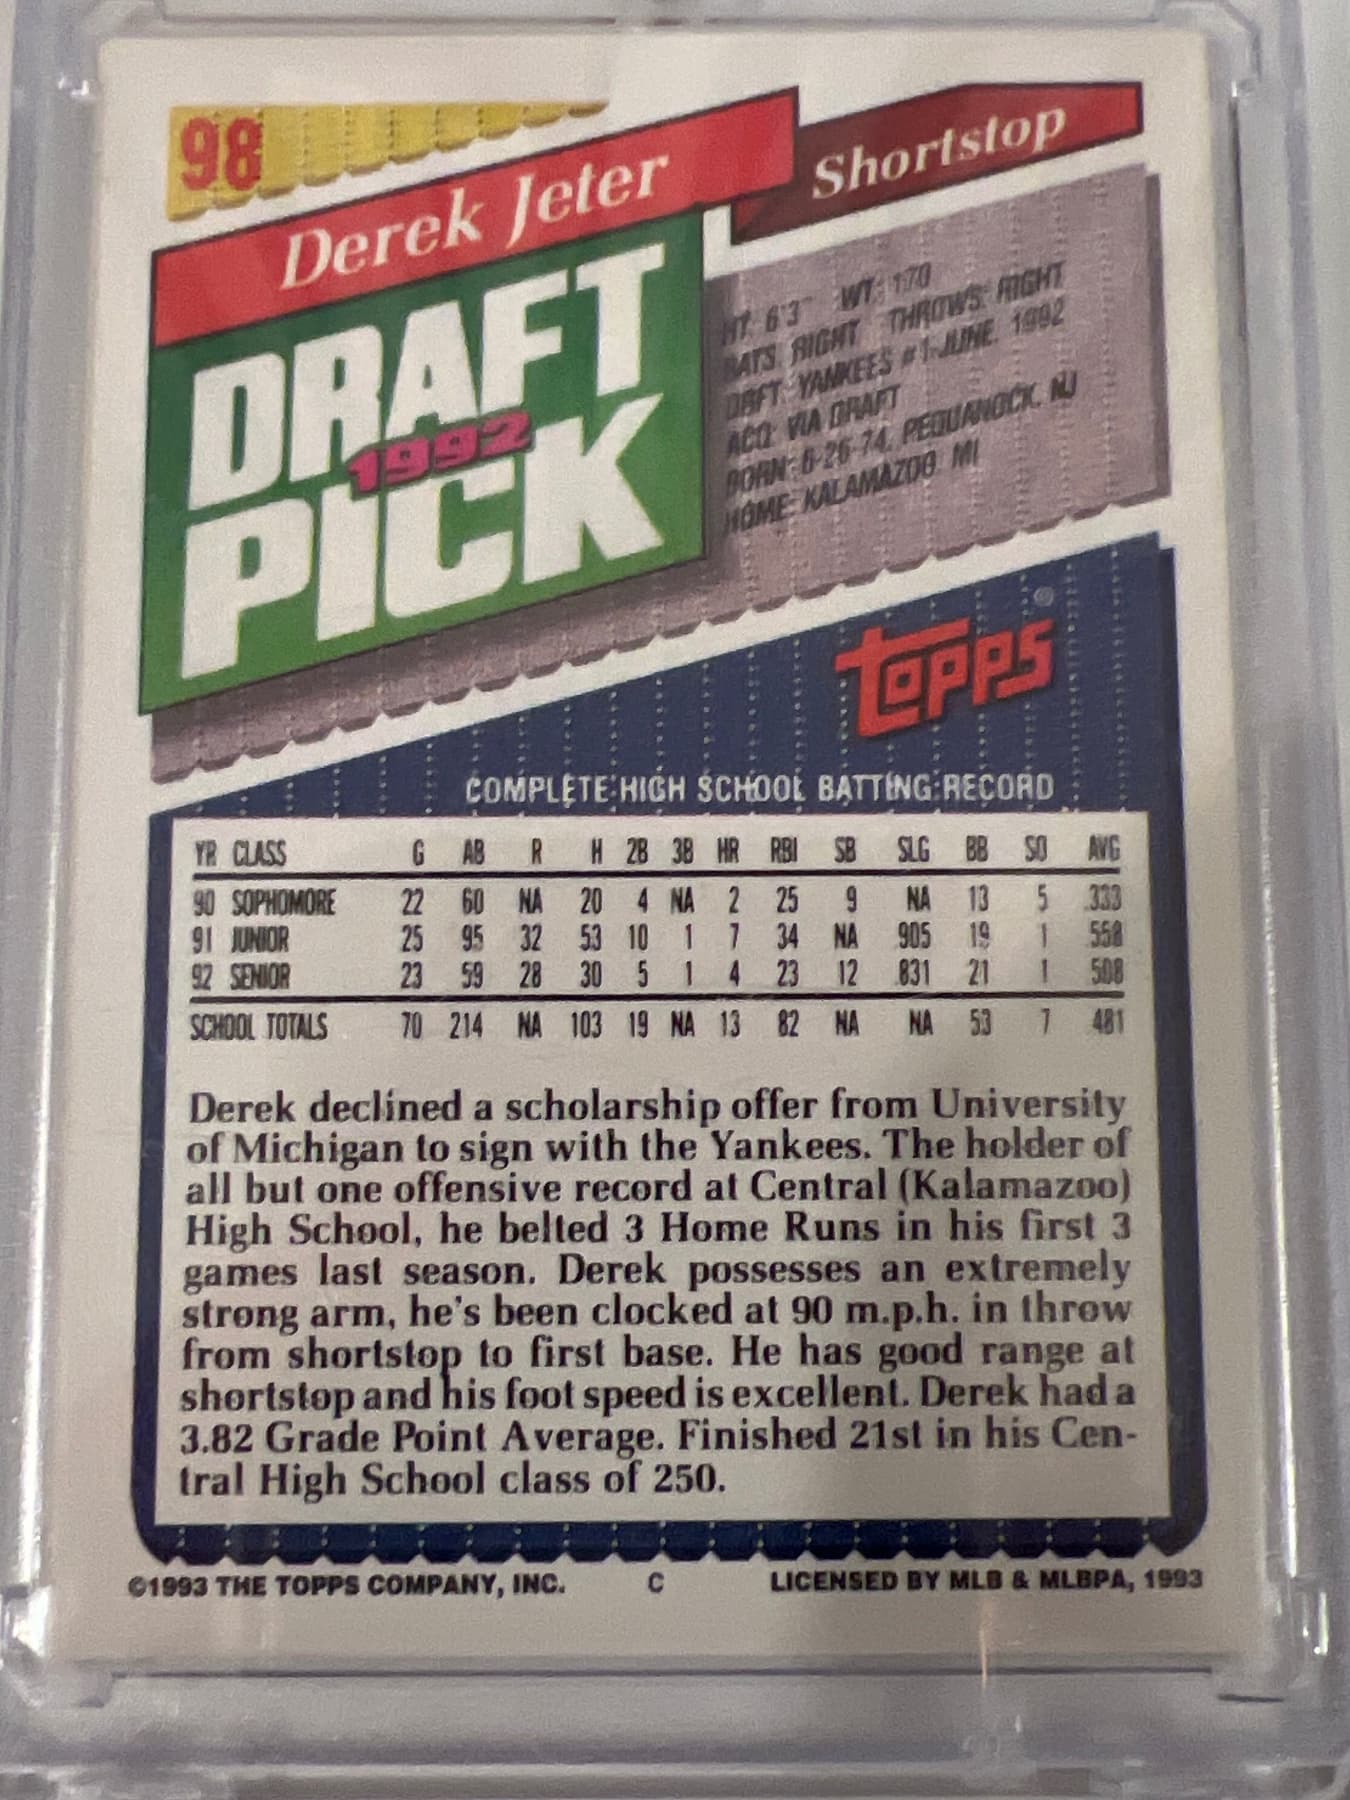 98
Derek Jeter
Shortstop
DRAFT
1992
PICK
HT: 6'3" WT: 170
BATS: RIGHT THROWS: RIGHT
DRFT: YANKEES #1-JUNE, 1992
ACQ: VIA DRAFT
BORN: 6-26-74, PEQUANOCK, NJ
HOME: KALAMAZOO, MI
TOPPS ®
COMPLETE HIGH SCHOOL BATTING RECORD
YR CLASS G AB R H 2B 3B HR RBI SB SLG BB SO AVG
90 SOPHOMORE 22 60 NA 20 4 NA 2 25 9 NA 13 5 .333
91 JUNIOR 25 95 32 53 10 1 7 34 NA .905 19 1 .558
92 SENIOR 23 59 28 30 5 1 4 23 12 .831 21 1 .508
SCHOOL TOTALS 70 214 NA 103 19 NA 13 82 NA NA 53 7 .481
Derek declined a scholarship offer from University
of Michigan to sign with the Yankees. The holder of
all but one offensive record at Central (Kalamazoo)
High School, he belted 3 Home Runs in his first 3
games last season. Derek possesses an extremely
strong arm, he's been clocked at 90 m.p.h. in throw
from shortstop to first base. He has good range at
shortstop and his foot speed is excellent. Derek had a
3.82 Grade Point Average. Finished 21st in his Cen-
tral High School class of 250.
©1993 THE TOPPS COMPANY, INC. C LICENSED BY MLB & MLBPA, 1993